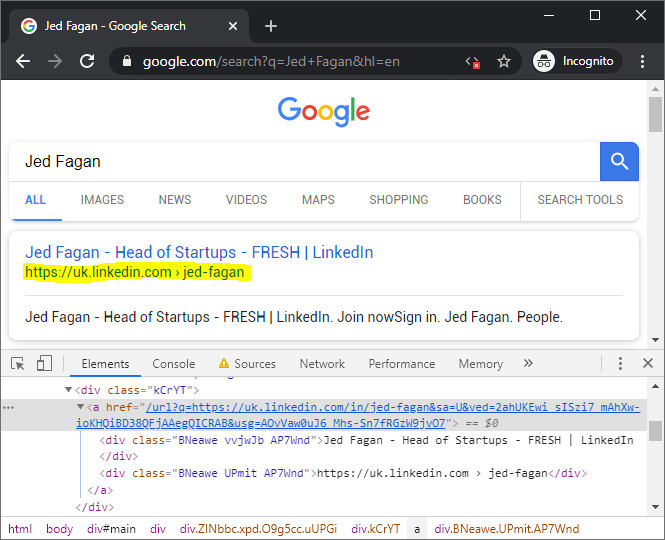 Jed Fagan - Google Search
google.com/search?q=Jed+Fagan&hl=en
Incognito
Google
Jed Fagan
ALL IMAGES NEWS VIDEOS MAPS SHOPPING BOOKS SEARCH TOOLS
Jed Fagan - Head of Startups - FRESH | LinkedIn
https://uk.linkedin.com › jed-fagan
Jed Fagan - Head of Startups - FRESH | LinkedIn. Join nowSign in. Jed Fagan. People.
Elements Console Sources Network Performance Memory »
<div class="kCrYT">
<a href="/url?q=https://uk.linkedin.com/in/jed-fagan&sa=U&ved=2ahUKEwi_sISzi7_mAhXw-
ioKHQiBD38QFjAAegQICRAB&usg=AOvVaw0uJ6_Mhs-Sn7fRGzW9jvO7"> == $0
<div class="BNeawe vvjwJb AP7Wnd">Jed Fagan - Head of Startups - FRESH | LinkedIn
</div>
<div class="BNeawe UPmit AP7Wnd">https://uk.linkedin.com › jed-fagan</div>
</a>
</div>
html body div#main div div.ZINbbc.xpd.O9g5cc.uUPGi div.kCrYT a div.BNeawe.UPmit.AP7Wnd